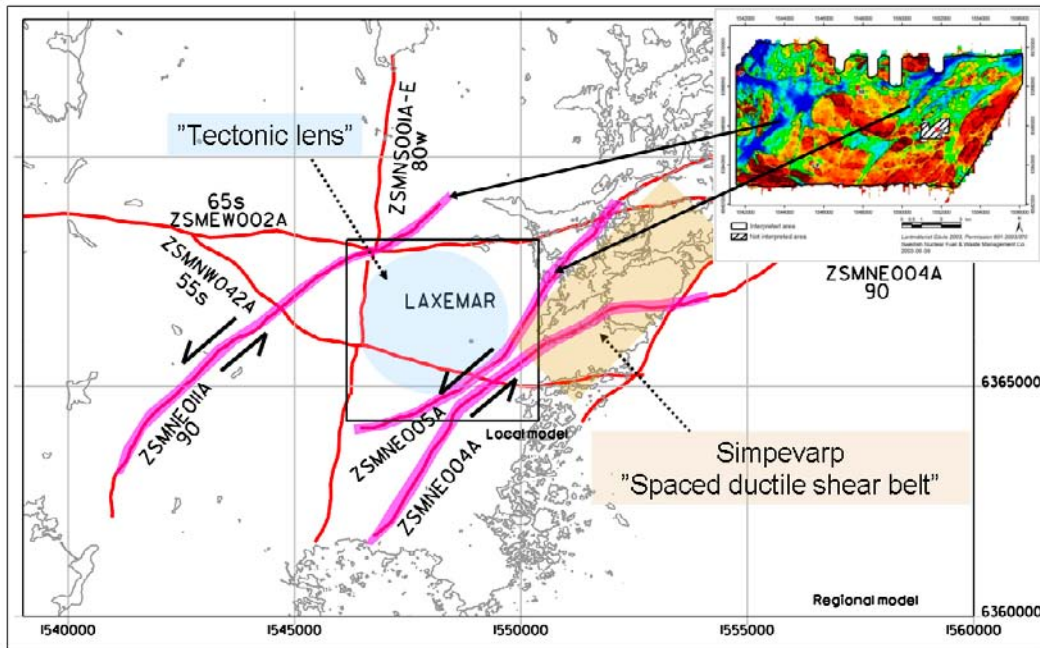 "Tectonic lens"
ZSMNS001A-E
80w
65s
ZSMEW002A
ZSMNW042A
55s
LAXEMAR
ZSMNE011A
90
ZSMNE005A
ZSMNE004A
Local model
ZSMNE004A
90
Simpevarp
"Spaced ductile shear belt"
Regional model
6365000
6360000
1540000
1545000
1550000
1555000
1560000
Interpreted area
Not interpreted area
Swedish Nuclear Fuel & Waste Management Co